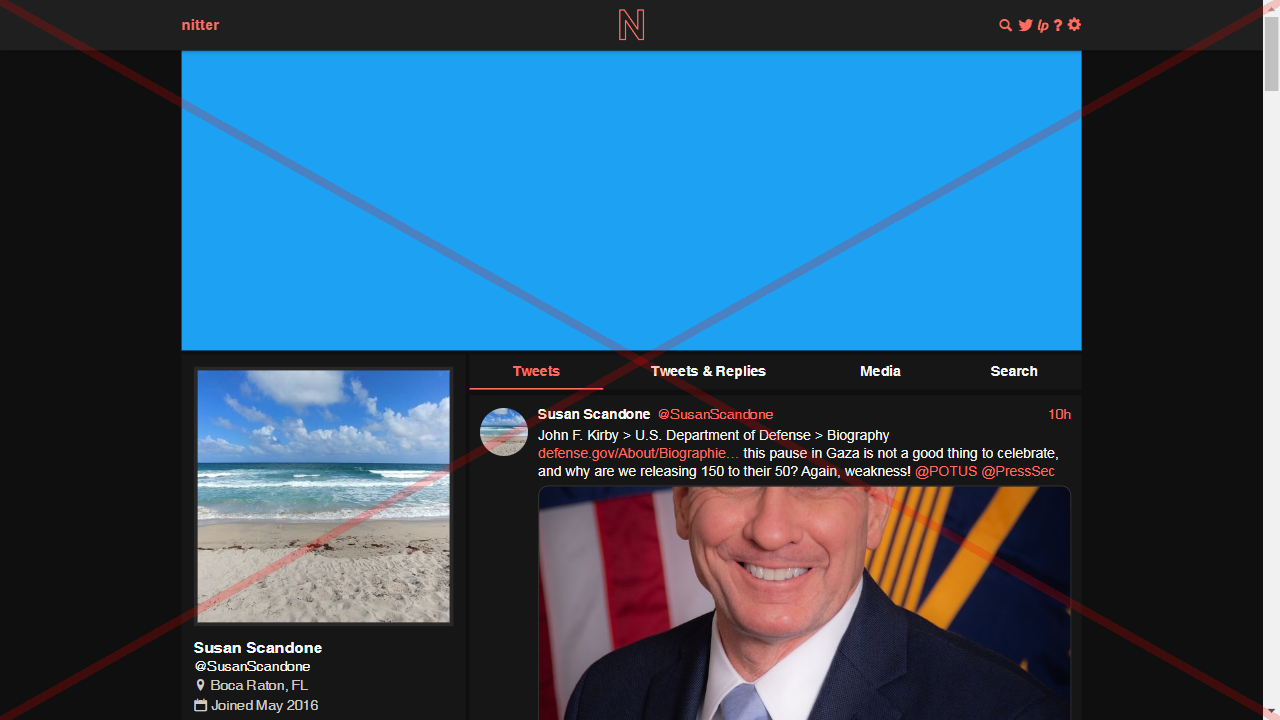 nitter
N
lp ?
Tweets
Tweets & Replies
Media
Search
Susan Scandone @SusanScandone 10h
John F. Kirby > U.S. Department of Defense > Biography
defense.gov/About/Biographie… this pause in Gaza is not a good thing to celebrate,
and why are we releasing 150 to their 50? Again, weakness! @POTUS @PressSec
Susan Scandone
@SusanScandone
Boca Raton, FL
Joined May 2016